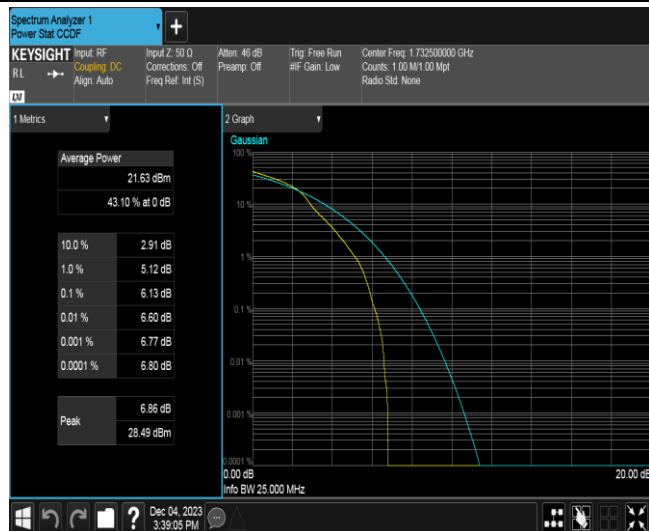 Spectrum Analyzer 1
Power Stat CCDF
+
KEYSIGHT
RL
Input: RF
Coupling: DC
Align: Auto
Input Z: 50 Ω
Corrections: Off
Freq Ref: Int (S)
Atten: 46 dB
Preamp: Off
Trig: Free Run
#IF Gain: Low
Center Freq: 1.732500000 GHz
Counts: 1.00 M/1.00 Mpt
Radio Std: None
LXI
1 Metrics
Average Power
21.63 dBm
43.10 % at 0 dB
10.0 % 2.91 dB
1.0 % 5.12 dB
0.1 % 6.13 dB
0.01 % 6.60 dB
0.001 % 6.77 dB
0.0001 % 6.80 dB
Peak 6.86 dB
28.49 dBm
2 Graph
Gaussian
100 %
10 %
1 %
0.1 %
0.01 %
0.001 %
0.0001 %
0.00 dB 20.00 dB
Info BW 25.000 MHz
?
Dec 04, 2023
3:39:05 PM